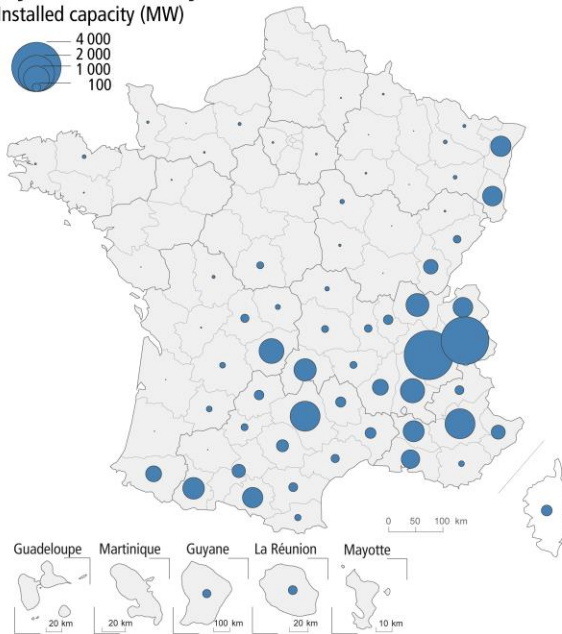 Installed capacity (MW)
4 000
2 000
1 000
100
0 50 100 km
Guadeloupe Martinique Guyane La Réunion Mayotte
20 km 20 km 100 km 20 km 10 km